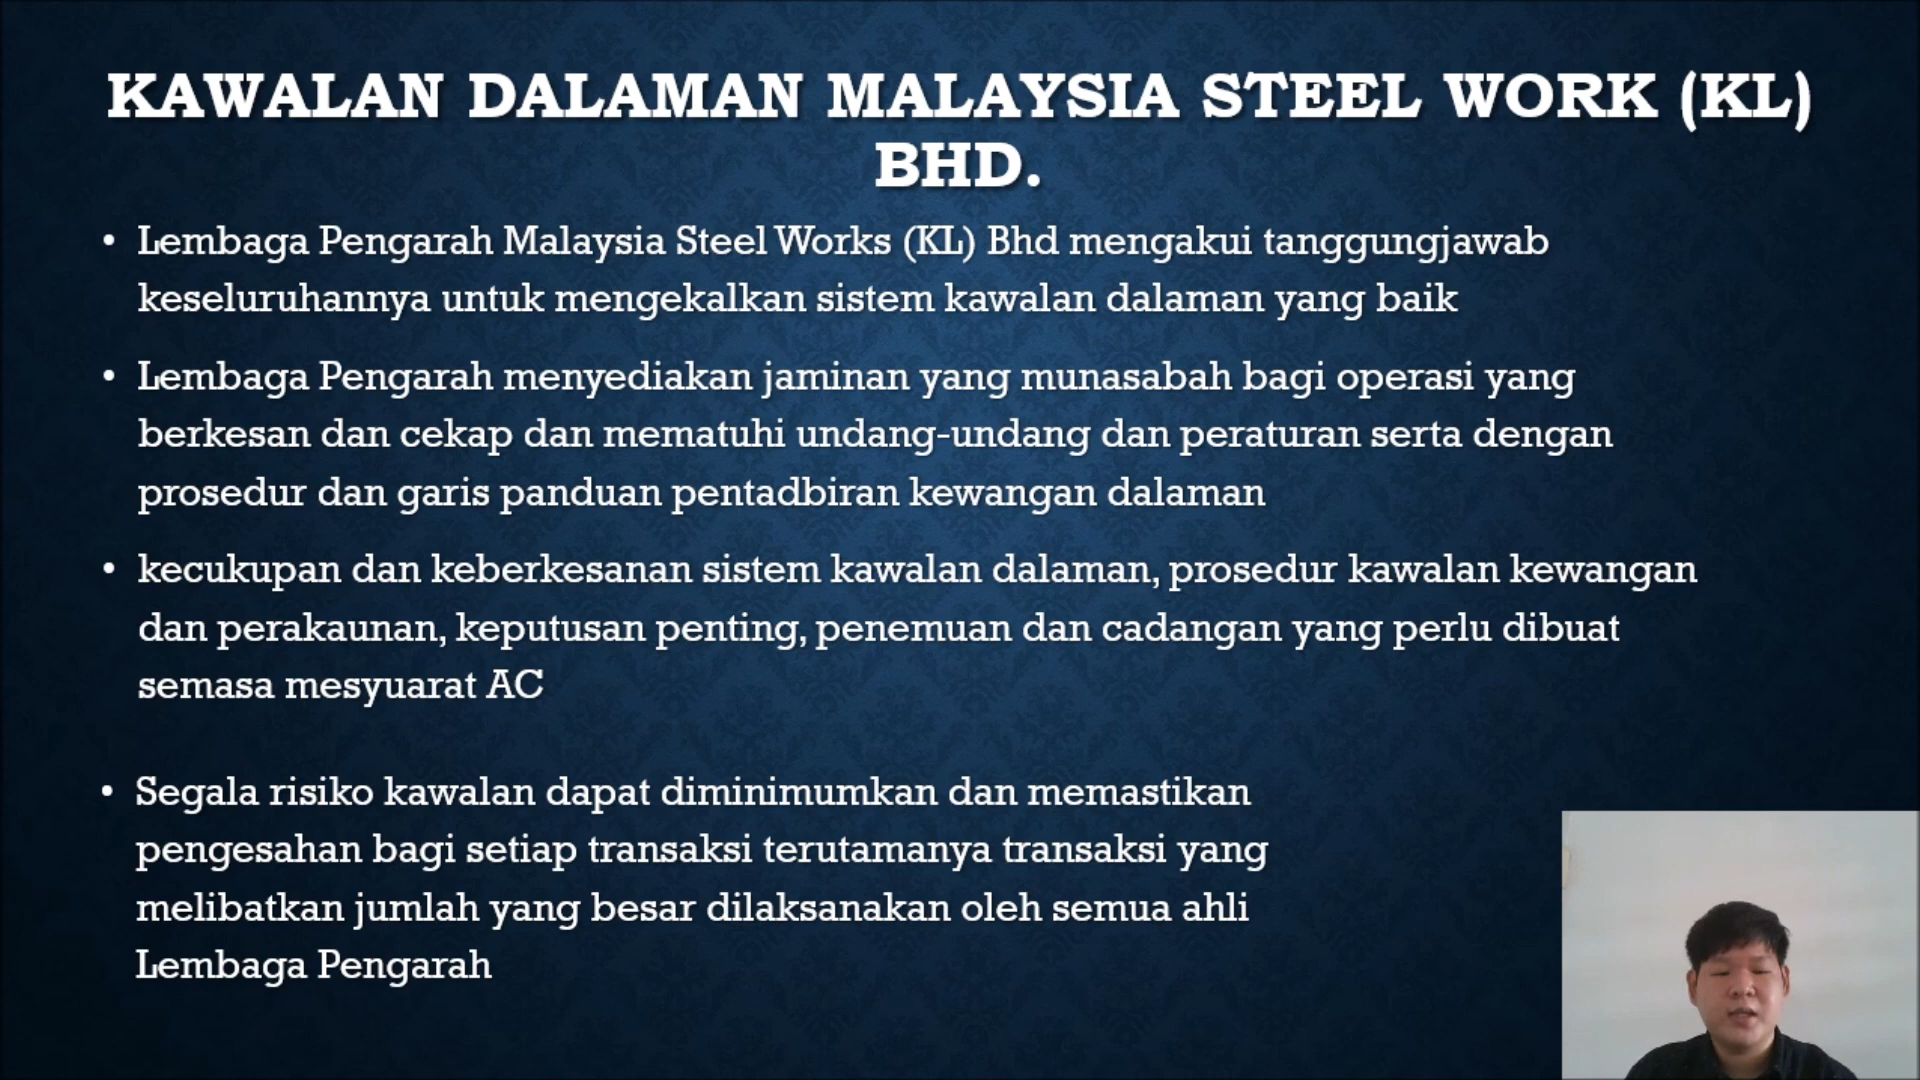 KAWALAN DALAMAN MALAYSIA STEEL WORK (KL)
BHD.
• Lembaga Pengarah Malaysia Steel Works (KL) Bhd mengakui tanggungjawab
keseluruhannya untuk mengekalkan sistem kawalan dalaman yang baik
• Lembaga Pengarah menyediakan jaminan yang munasabah bagi operasi yang
berkesan dan cekap dan mematuhi undang-undang dan peraturan serta dengan
prosedur dan garis panduan pentadbiran kewangan dalaman
• kecukupan dan keberkesanan sistem kawalan dalaman, prosedur kawalan kewangan
dan perakaunan, keputusan penting, penemuan dan cadangan yang perlu dibuat
semasa mesyuarat AC
• Segala risiko kawalan dapat diminimumkan dan memastikan
pengesahan bagi setiap transaksi terutamanya transaksi yang
melibatkan jumlah yang besar dilaksanakan oleh semua ahli
Lembaga Pengarah